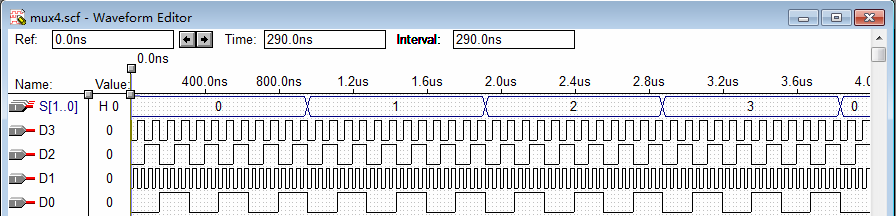 mux4.scf - Waveform Editor
Ref: 0.0ns Time: 290.0ns Interval: 290.0ns
0.0ns
Name: Value: 400.0ns 800.0ns 1.2us 1.6us 2.0us 2.4us 2.8us 3.2us 3.6us 4.0
S[1..0] H 0 0 1 2 3 0
D3 0
D2 0
D1 0
D0 0